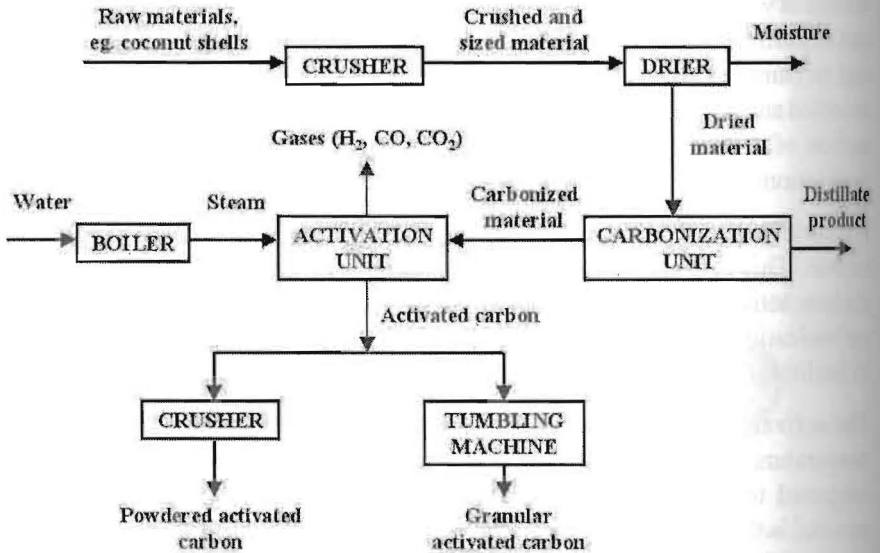 Raw materials,
eg. coconut shells
Crushed and
sized material
Moisture
CRUSHER
DRIER
Gases (H₂, CO, CO₂)
Dried
material
Water
Steam
Carbonized
material
Distillate
product
BOILER
ACTIVATION
UNIT
CARBONIZATION
UNIT
Activated carbon
CRUSHER
TUMBLING
MACHINE
Powdered activated
carbon
Granular
activated carbon